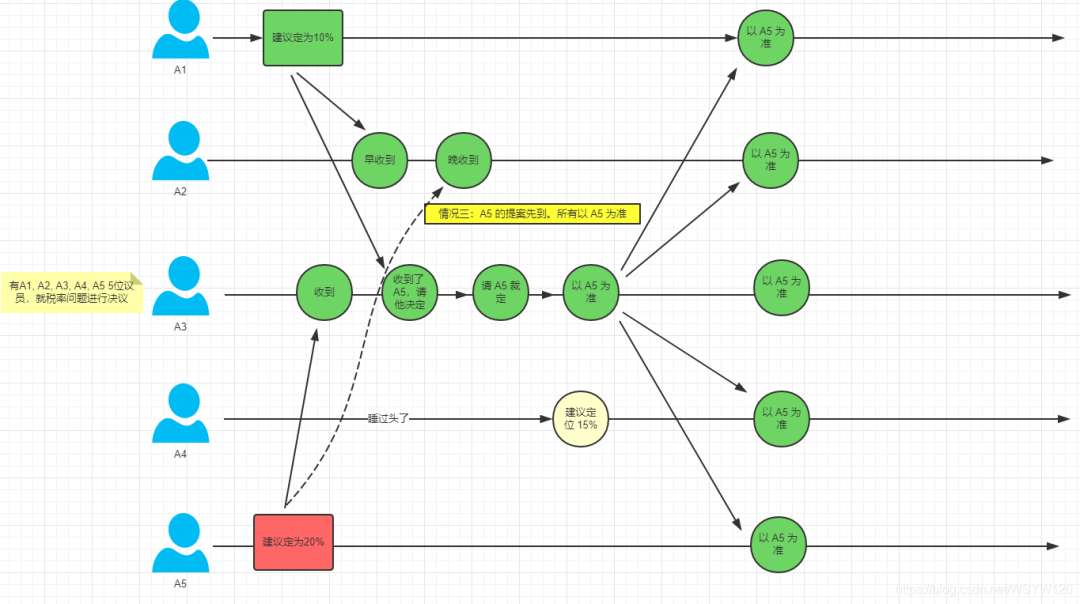 建议定为10%
以 A5 为
准
A1
早收到
晚收到
以 A5 为
准
A2
情况三：A5 的提案先到。所有以 A5 为准
有A1, A2, A3, A4, A5 5位议
员，就税率问题进行决议
收到
收到了
A5，请
他决定
请 A5 裁
定
以 A5 为
准
以 A5 为
准
A3
睡过头了
建议定
位 15%
以 A5 为
准
A4
建议定为20%
以 A5 为
准
A5
https://blog.csdn.net/WSYW126